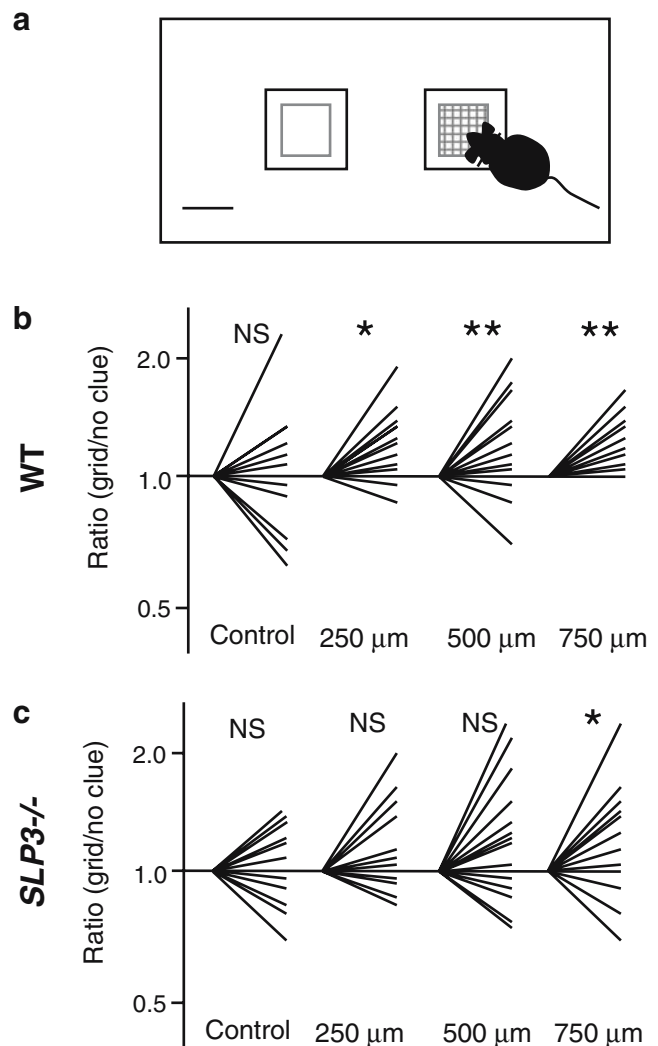 a
b
WT
Ratio (grid/no clue)
2.0
1.0
0.5
NS
*
**
**
Control
250 µm
500 µm
750 µm
c
SLP3-/-
Ratio (grid/no clue)
2.0
1.0
0.5
NS
NS
NS
*
Control
250 µm
500 µm
750 µm